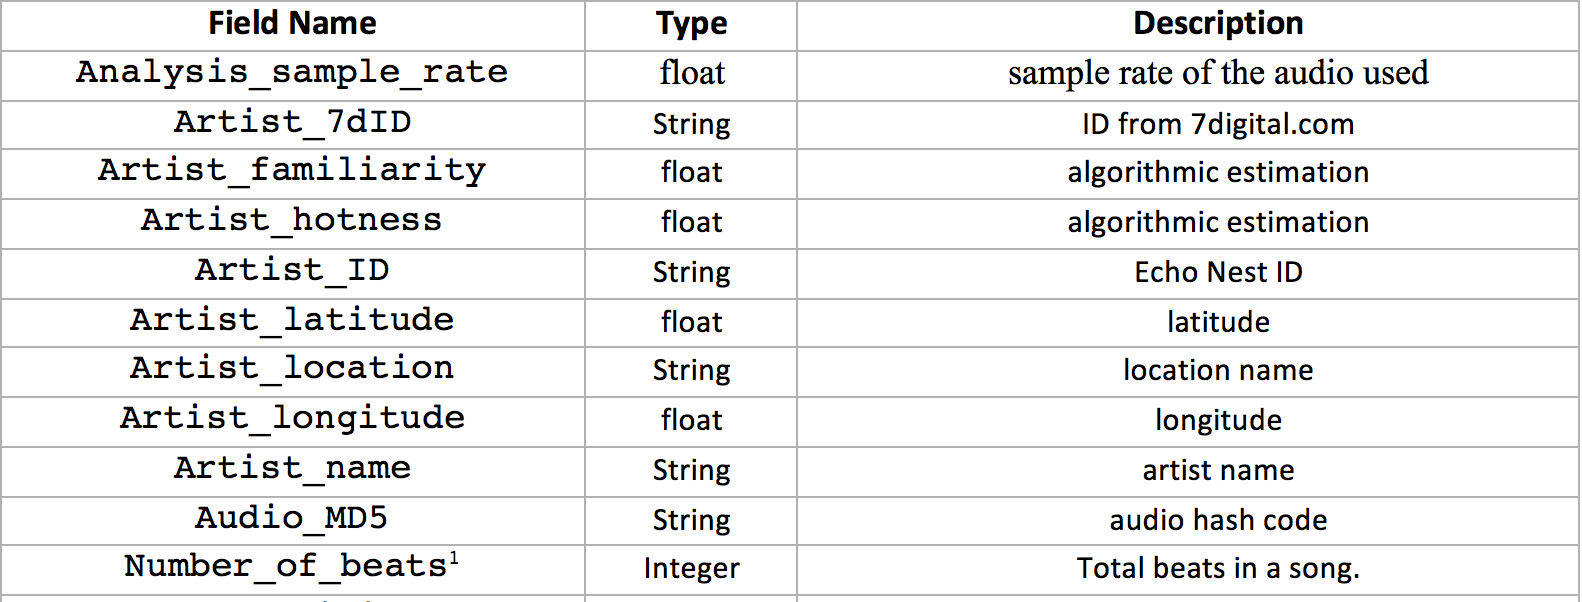 Field Name Type Description
Analysis_sample_rate float sample rate of the audio used
Artist_7dID String ID from 7digital.com
Artist_familiarity float algorithmic estimation
Artist_hotness float algorithmic estimation
Artist_ID String Echo Nest ID
Artist_latitude float latitude
Artist_location String location name
Artist_longitude float longitude
Artist_name String artist name
Audio_MD5 String audio hash code
Number_of_beats¹ Integer Total beats in a song.